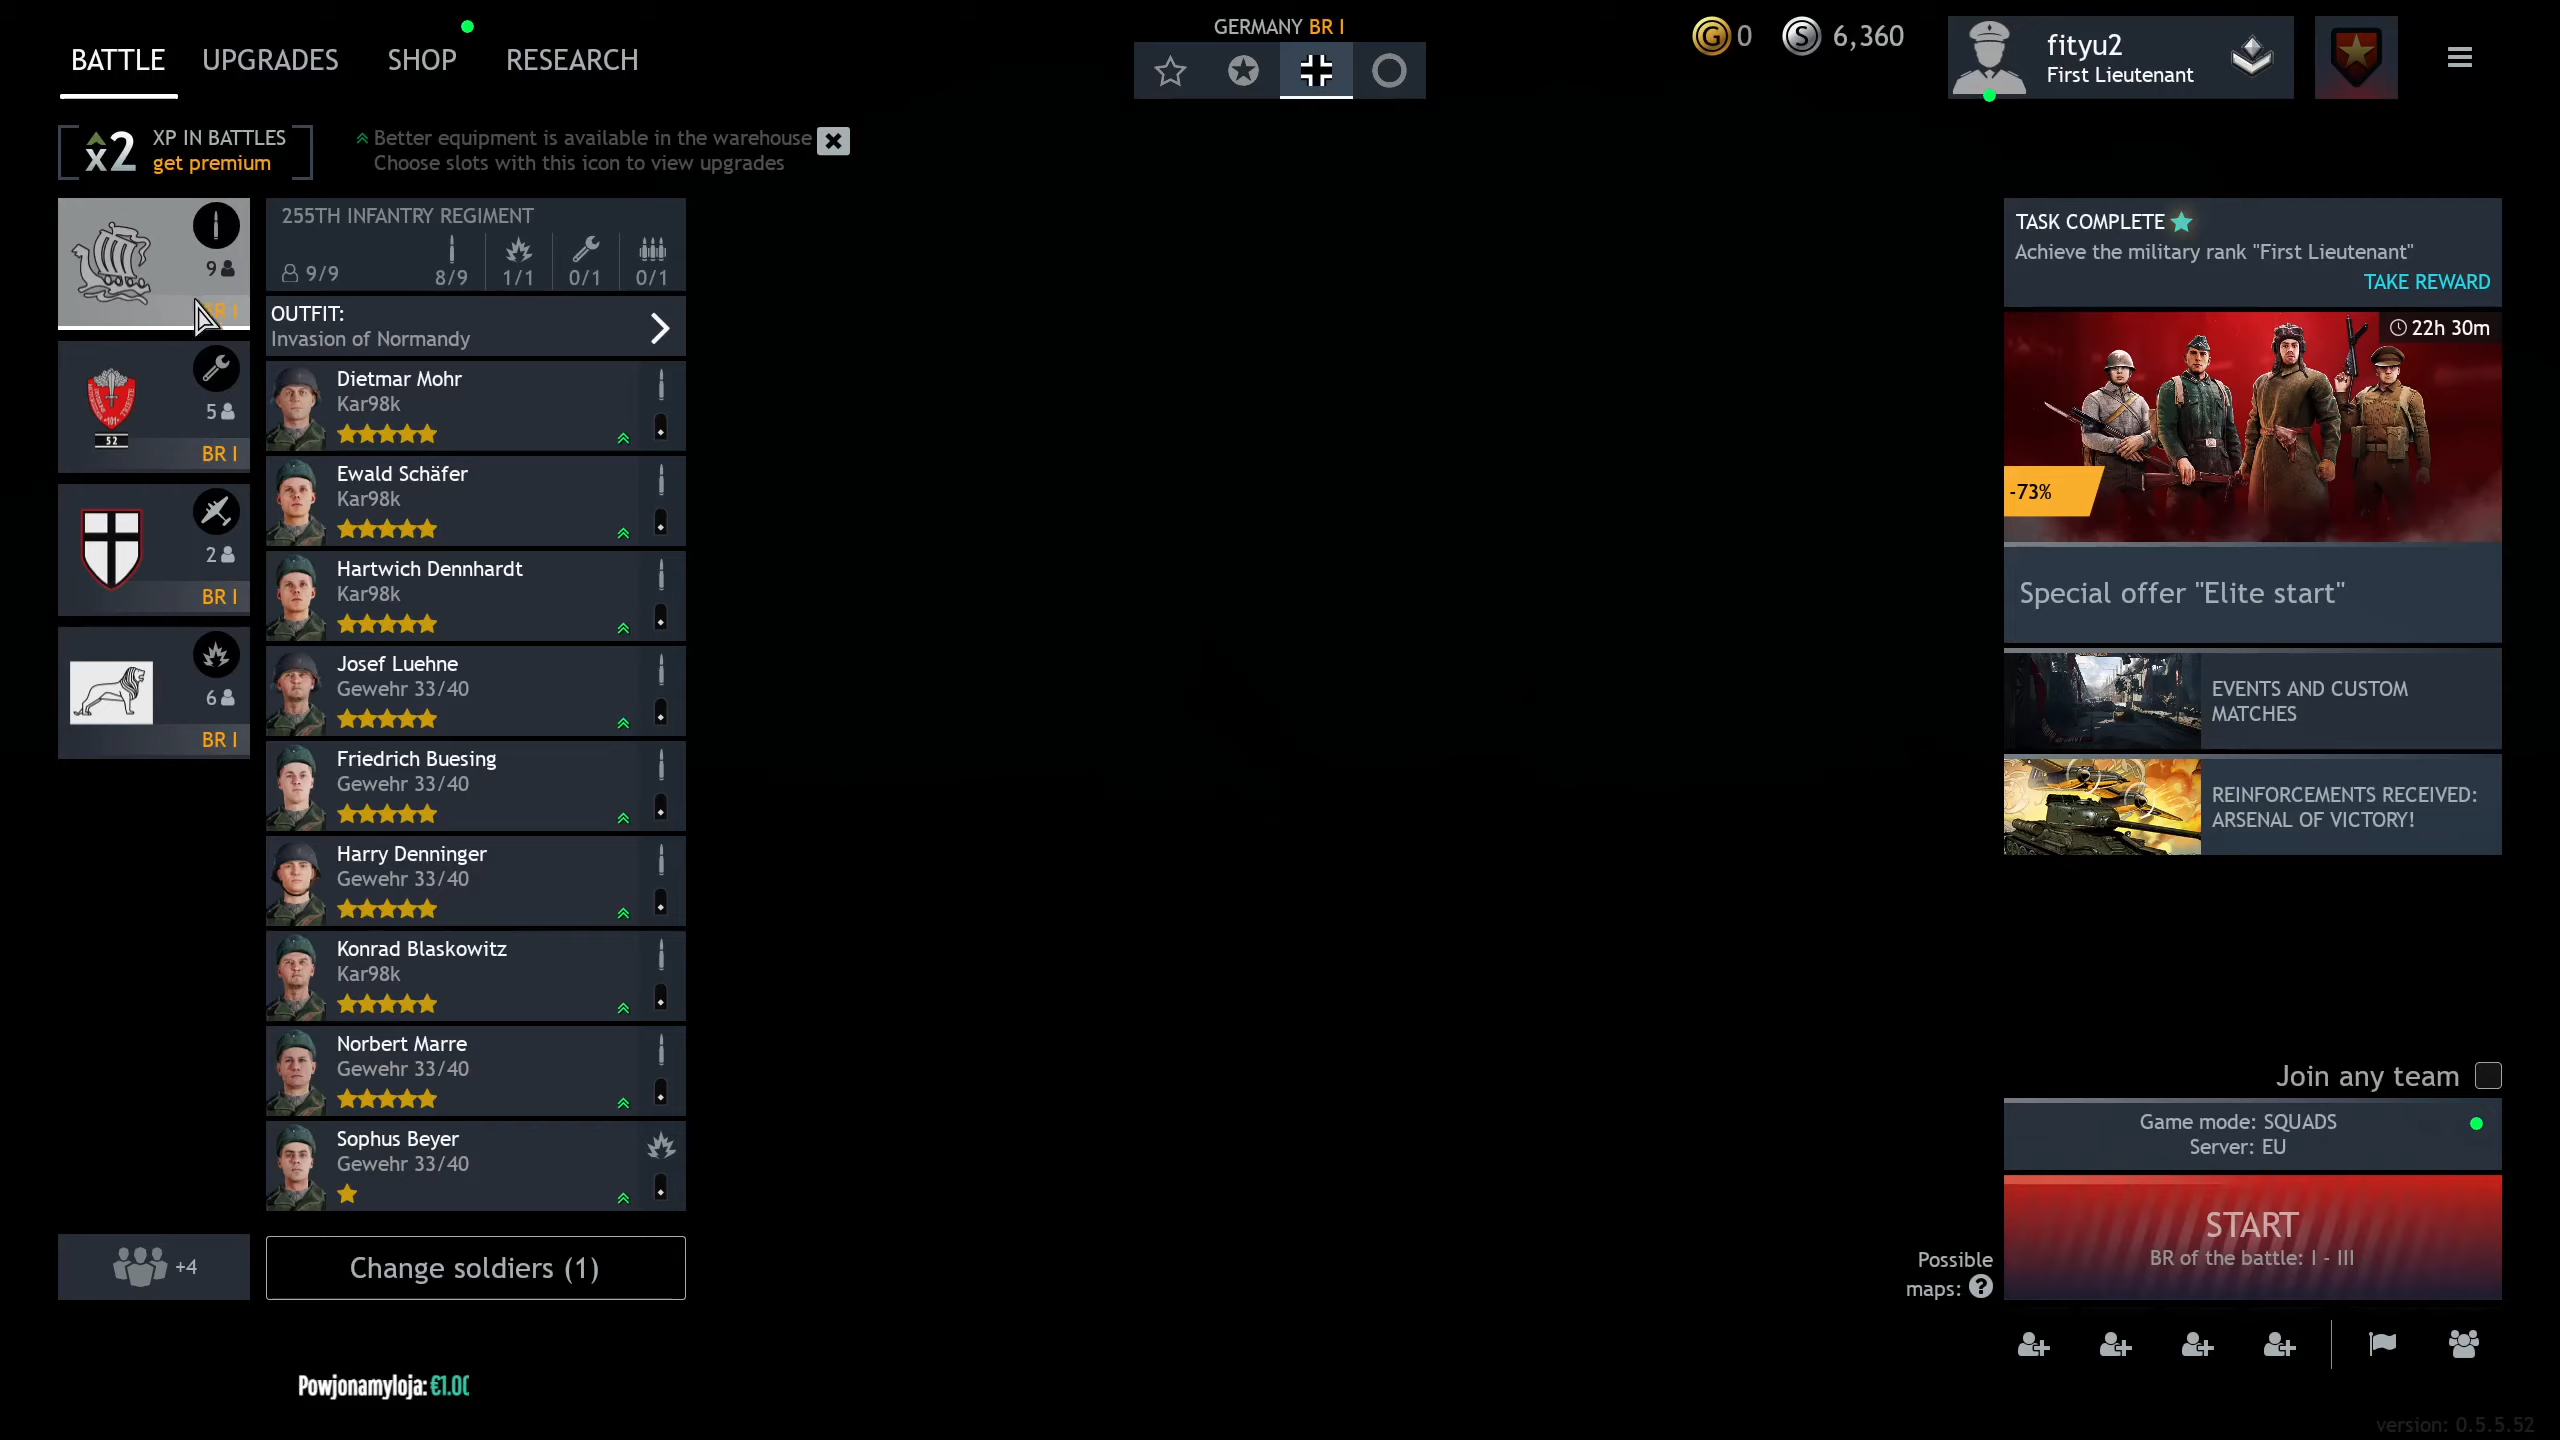 BATTLE
UPGRADES
SHOP
RESEARCH
GERMANY BR I
G 0
S 6,360
fityu2
First Lieutenant
x2
XP IN BATTLES
get premium
Better equipment is available in the warehouse
Choose slots with this icon to view upgrades
9
BR I
5
52
BR I
2
BR I
6
BR I
255TH INFANTRY REGIMENT
9/9
8/9
1/1
0/1
0/1
OUTFIT:
Invasion of Normandy
Dietmar Mohr
Kar98k
Ewald Schäfer
Kar98k
Hartwich Dennhardt
Kar98k
Josef Luehne
Gewehr 33/40
Friedrich Buesing
Gewehr 33/40
Harry Denninger
Gewehr 33/40
Konrad Blaskowitz
Kar98k
Norbert Marre
Gewehr 33/40
Sophus Beyer
Gewehr 33/40
+4
Change soldiers (1)
Powjonamyloja: €1.00
TASK COMPLETE
Achieve the military rank "First Lieutenant"
TAKE REWARD
22h 30m
-73%
Special offer "Elite start"
EVENTS AND CUSTOM
MATCHES
REINFORCEMENTS RECEIVED:
ARSENAL OF VICTORY!
Join any team
Game mode: SQUADS
Server: EU
START
BR of the battle: I - III
Possible
maps: ?
version: 0.5.5.52